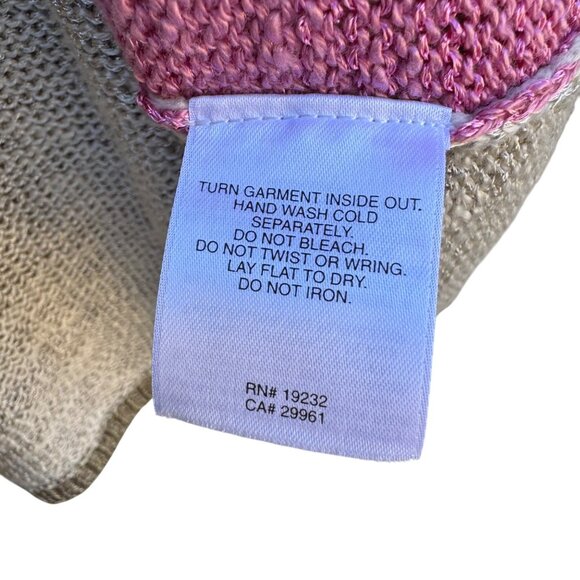 TURN GARMENT INSIDE OUT.
HAND WASH COLD
SEPARATELY.
DO NOT BLEACH.
DO NOT TWIST OR WRING.
LAY FLAT TO DRY.
DO NOT IRON.
RN# 19232
CA# 29961